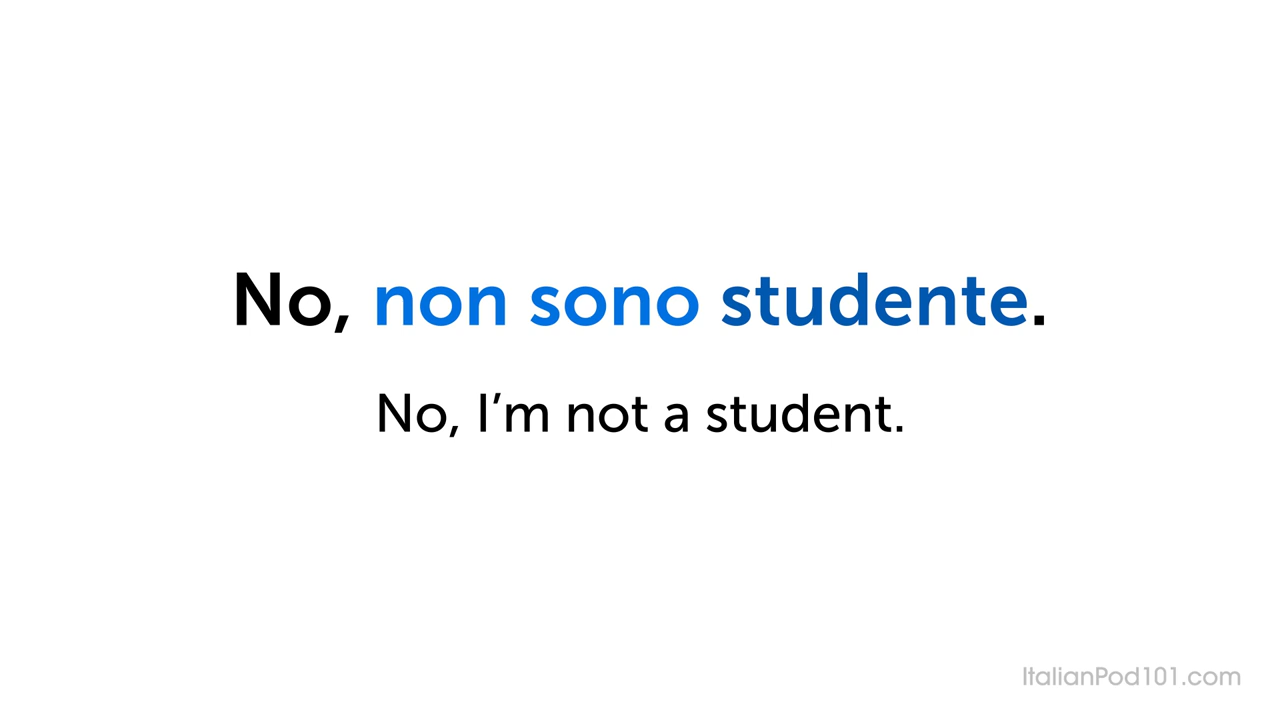 No, non sono studente.
No, I’m not a student.
ItalianPod101.com